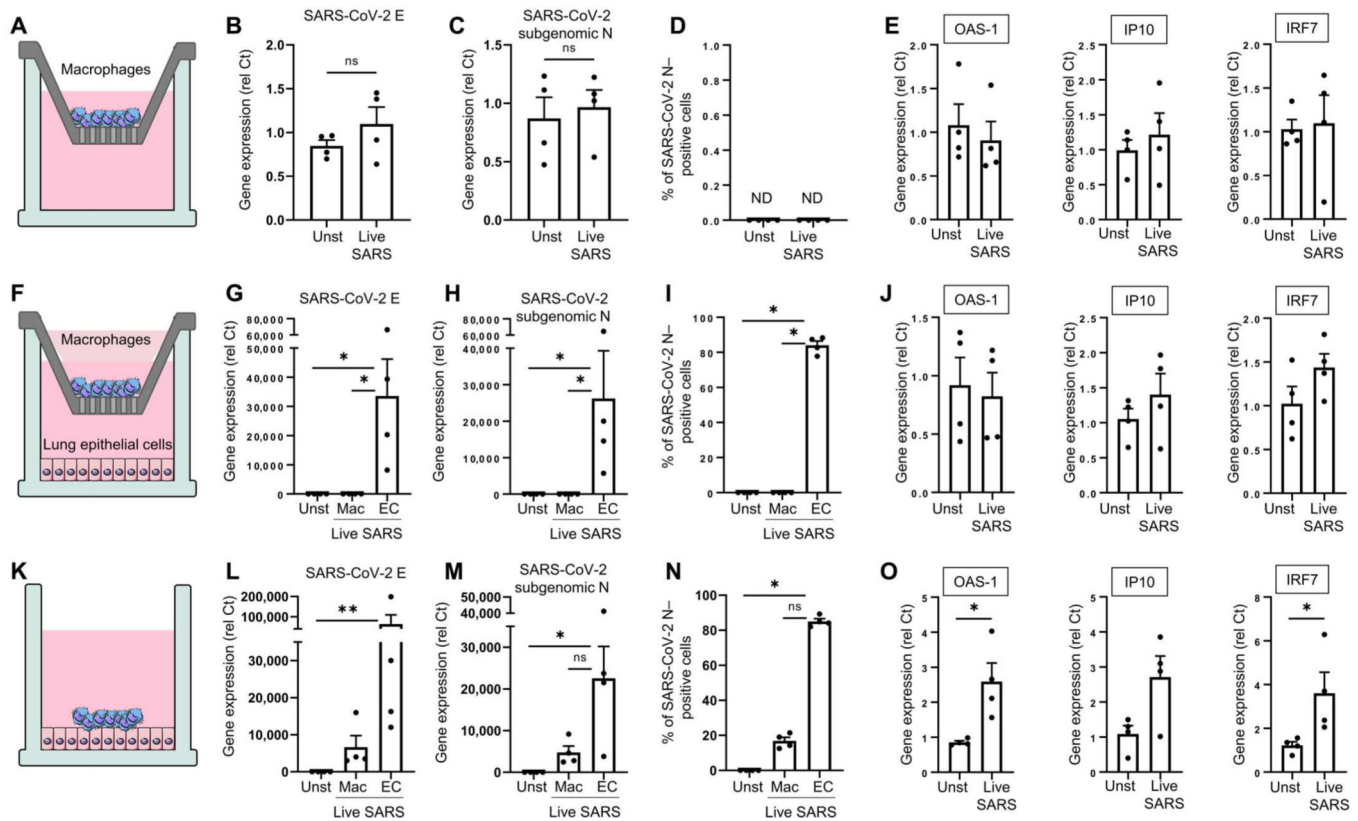 A
Macrophages
B
SARS-CoV-2 E
Gene expression (rel Ct)
2.0
1.5
1.0
0.5
0.0
ns
Unst
Live
SARS
C
SARS-CoV-2
subgenomic N
Gene expression (rel Ct)
1.5
1.0
0.5
0.0
ns
Unst
Live
SARS
D
% of SARS-CoV-2 N–
positive cells
1.0
0.8
0.6
0.4
0.2
0.0
ND
ND
Unst
Live
SARS
E
OAS-1
Gene expression (rel Ct)
2.0
1.5
1.0
0.5
0.0
Unst
Live
SARS
IP10
Gene expression (rel Ct)
2.5
2.0
1.5
1.0
0.5
0.0
Unst
Live
SARS
IRF7
Gene expression (rel Ct)
2.0
1.5
1.0
0.5
0.0
Unst
Live
SARS
F
Macrophages
Lung epithelial cells
G
SARS-CoV-2 E
Gene expression (rel Ct)
80,000
60,000
50,000
40,000
30,000
20,000
10,000
0
*
*
Unst
Mac
EC
Live SARS
H
SARS-CoV-2
subgenomic N
Gene expression (rel Ct)
80,000
60,000
40,000
30,000
20,000
10,000
0
*
*
Unst
Mac
EC
Live SARS
I
% of SARS-CoV-2 N–
positive cells
100
80
60
40
20
0
*
*
Unst
Mac
EC
Live SARS
J
OAS-1
Gene expression (rel Ct)
1.5
1.0
0.5
0.0
Unst
Live
SARS
IP10
Gene expression (rel Ct)
2.5
2.0
1.5
1.0
0.5
0.0
Unst
Live
SARS
IRF7
Gene expression (rel Ct)
2.0
1.5
1.0
0.5
0.0
Unst
Live
SARS
K
L
SARS-CoV-2 E
Gene expression (rel Ct)
200,000
100,000
30,000
20,000
10,000
0
**
Unst
Mac
EC
Live SARS
M
SARS-CoV-2
subgenomic N
Gene expression (rel Ct)
50,000
40,000
30,000
20,000
10,000
0
*
ns
Unst
Mac
EC
Live SARS
N
% of SARS-CoV-2 N–
positive cells
100
80
60
40
20
0
*
ns
Unst
Mac
EC
Live SARS
O
OAS-1
Gene expression (rel Ct)
5
4
3
2
1
0
*
Unst
Live
SARS
IP10
Gene expression (rel Ct)
5
4
3
2
1
0
Unst
Live
SARS
IRF7
Gene expression (rel Ct)
8
6
4
2
0
*
Unst
Live
SARS